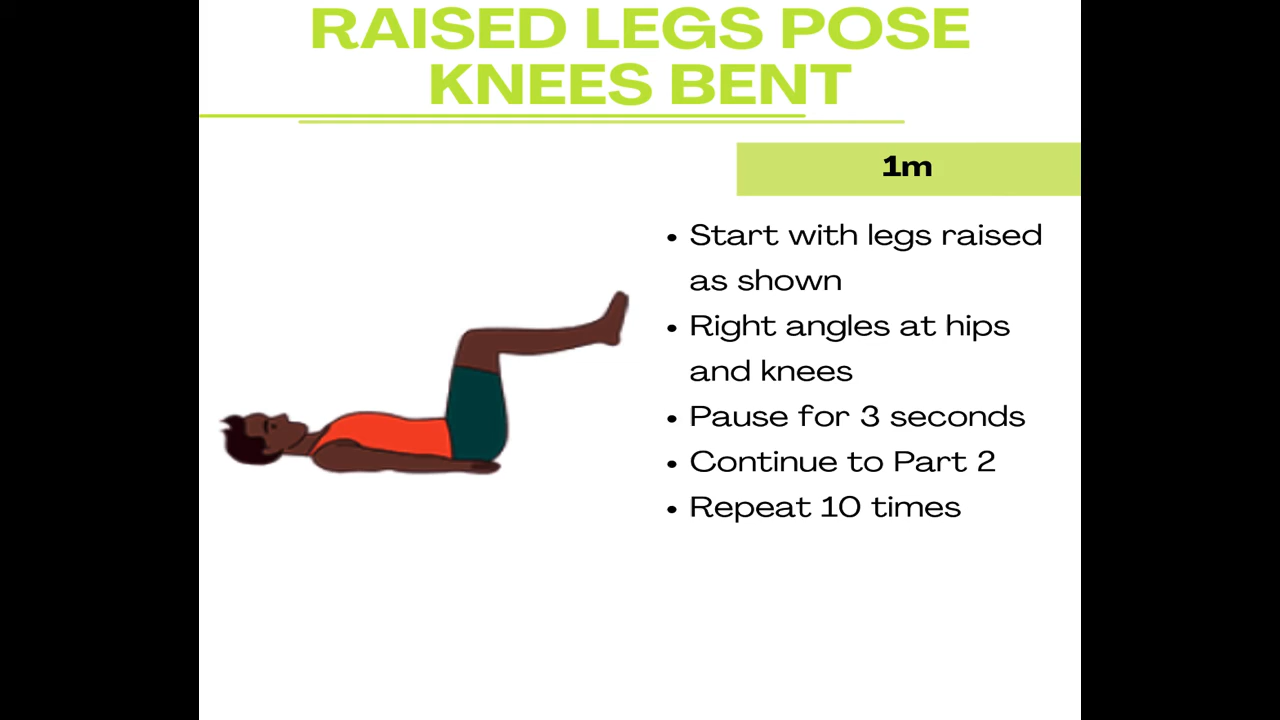 RAISED LEGS POSE
KNEES BENT
1m
• Start with legs raised
as shown
• Right angles at hips
and knees
• Pause for 3 seconds
• Continue to Part 2
• Repeat 10 times